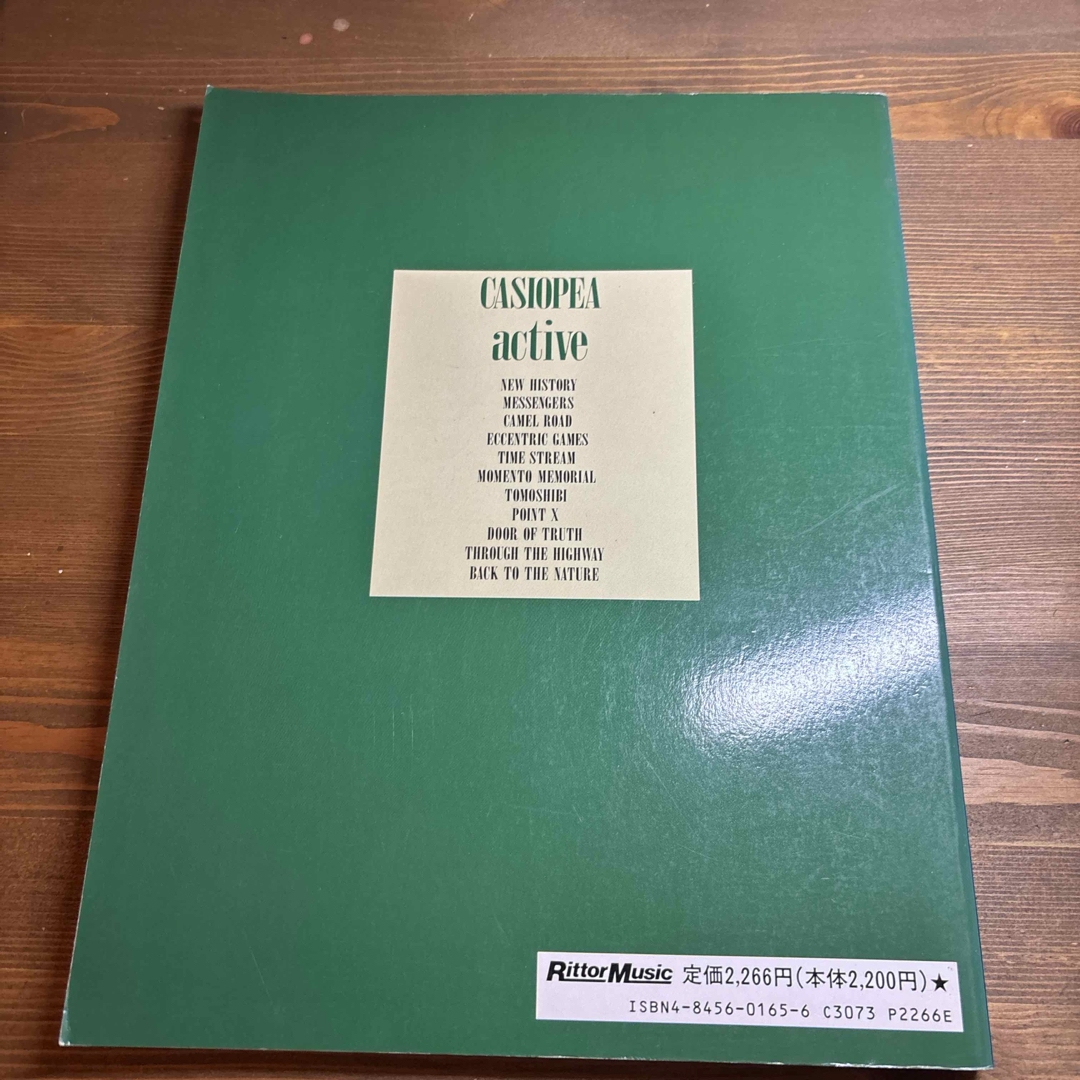 CASIOPEA
active
NEW HISTORY
MESSENGERS
CAMEL ROAD
ECCENTRIC GAMES
TIME STREAM
MOMENTO MEMORIAL
TOMOSHIBI
POINT X
DOOR OF TRUTH
THROUGH THE HIGHWAY
BACK TO THE NATURE
RittorMusic 定価2,266円(本体2,200円)★
ISBN4-8456-0165-6 C3073 P2266E